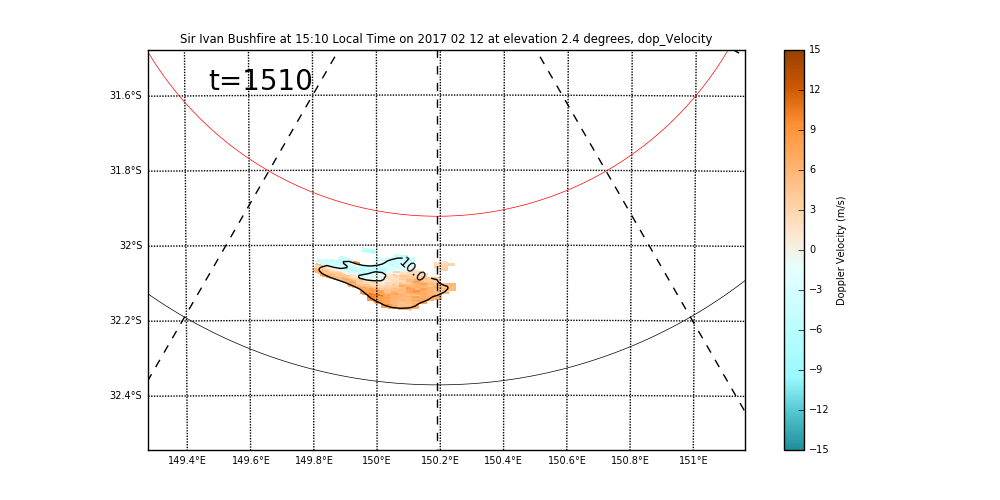 Sir Ivan Bushfire at 15:10 Local Time on 2017 02 12 at elevation 2.4 degrees, dop_Velocity
t=1510
31.6°S
31.8°S
32°S
32.2°S
32.4°S
10.0
149.4°E 149.6°E 149.8°E 150°E 150.2°E 150.4°E 150.6°E 150.8°E 151°E
15
12
9
6
3
0
−3
−6
−9
−12
−15
Doppler Velocity (m/s)